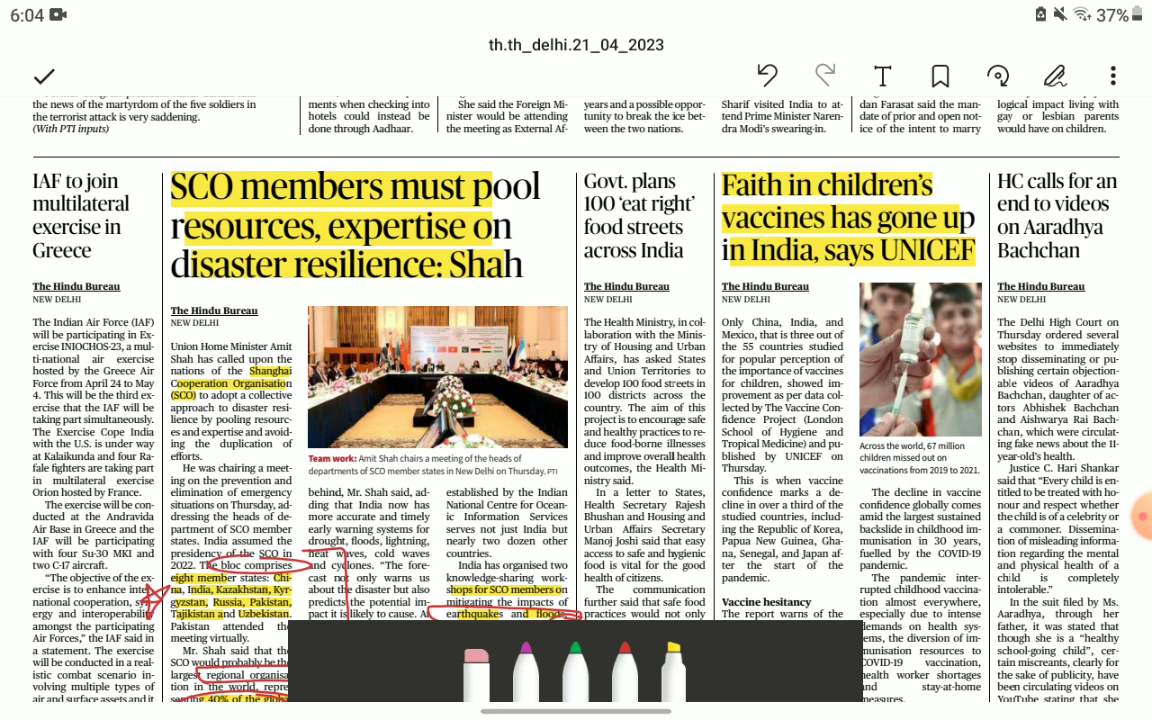 6:04
37%
th.th_delhi.21_04_2023
T
the news of the martyrdom of the five soldiers in
the terrorist attack is very saddening.
(With PTI inputs)
ments when checking into
hotels could instead be
done through Aadhaar.
She said the Foreign Mi-
nister would be attending
the meeting as External Af-
years and a possible oppor-
tunity to break the ice bet-
ween the two nations.
Sharif visited India to at-
tend Prime Minister Naren-
dra Modi's swearing-in.
dan Farasat said the man-
date of prior and open not-
ice of the intent to marry
logical impact living with
gay or lesbian parents
would have on children.
IAF to join
multilateral
exercise in
Greece
The Hindu Bureau
NEW DELHI
The Indian Air Force (IAF)
will be participating in Ex-
ercise INIOCHOS-23, a mul-
ti-national air exercise
hosted by the Greece Air
Force from April 24 to May
4. This will be the third ex-
ercise that the IAF will be
taking part simultaneously.
The Exercise Cope India
with the U.S. is under way
at Kalaikunda and four Ra-
fale fighters are taking part
in multilateral exercise
Orion hosted by France.
The exercise will be con-
ducted at the Andravida
Air Base in Greece and the
IAF will be participating
with four Su-30 MKI and
two C-17 aircraft.
"The objective of the ex-
ercise is to enhance inter-
national cooperation, syn-
ergy and interoperability
amongst the participating
Air Forces," the IAF said in
a statement. The exercise
will be conducted in a real-
istic combat scenario in-
volving multiple types of
air and surface assets and it
SCO members must pool
resources, expertise on
disaster resilience: Shah
The Hindu Bureau
NEW DELHI
Union Home Minister Amit
Shah has called upon the
nations of the Shanghai
Cooperation Organisation
(SCO) to adopt a collective
approach to disaster resi-
lience by pooling resourc-
es and expertise and avoid-
ing the duplication of
efforts.
He was chairing a meet-
ing on the prevention and
elimination of emergency
situations on Thursday, ad-
dressing the heads of de-
partment of SCO member
states. India assumed the
presidency of the SCO in
2022. The bloc comprises
eight member states: Chi-
na, India, Kazakhstan, Kyr-
gyzstan, Russia, Pakistan,
Tajikistan and Uzbekistan.
Pakistan attended the
meeting virtually.
Mr. Shah said that the
SCO would probably be the
largest regional organisa-
tion in the world, repre-
senting 40% of the global
Team work: Amit Shah chairs a meeting of the heads of
departments of SCO member states in New Delhi on Thursday. PTI
behind, Mr. Shah said, ad-
ding that India now has
more accurate and timely
early warning systems for
drought, floods, lightning,
heat waves, cold waves
and cyclones. "The fore-
cast not only warns us
about the disaster but also
predicts the potential im-
pact it is likely to cause.
established by the Indian
National Centre for Ocean-
ic Information Services
serves not just India but
nearly two dozen other
countries.
India has organised two
knowledge-sharing work-
shops for SCO members on
mitigating the impacts of
earthquakes and floods
Govt. plans
100 'eat right'
food streets
across India
The Hindu Bureau
NEW DELHI
The Health Ministry, in col-
laboration with the Minis-
try of Housing and Urban
Affairs, has asked States
and Union Territories to
develop 100 food streets in
100 districts across the
country. The aim of this
project is to encourage safe
and healthy practices to re-
duce food-borne illnesses
and improve overall health
outcomes, the Health Mi-
nistry said.
In a letter to States,
Health Secretary Rajesh
Bhushan and Housing and
Urban Affairs Secretary
Manoj Joshi said that easy
access to safe and hygienic
food is vital for the good
health of citizens.
The communication
further said that safe food
practices would not only
Faith in children's
vaccines has gone up
in India, says UNICEF
The Hindu Bureau
NEW DELHI
Only China, India, and
Mexico, that is three out of
the 55 countries studied
for popular perception of
the importance of vaccines
for children, showed im-
provement as per data col-
lected by The Vaccine Con-
fidence Project (London
School of Hygiene and
Tropical Medicine) and pu-
blished by UNICEF on
Thursday.
This is when vaccine
confidence marks a de-
cline in over a third of the
studied countries, includ-
ing the Republic of Korea,
Papua New Guinea, Gha-
na, Senegal, and Japan af-
ter the start of the
pandemic.
Vaccine hesitancy
The report warns of the
Across the world, 67 million
children missed out on
vaccinations from 2019 to 2021.
The decline in vaccine
confidence globally comes
amid the largest sustained
backslide in childhood im-
munisation in 30 years,
fuelled by the COVID-19
pandemic.
The pandemic inter-
rupted childhood vaccina-
tion almost everywhere,
especially due to intense
demands on health sys-
tems, the diversion of im-
munisation resources to
COVID-19 vaccination,
health worker shortages
and stay-at-home
measures.
HC calls for an
end to videos
on Aaradhya
Bachchan
The Hindu Bureau
NEW DELHI
The Delhi High Court on
Thursday ordered several
websites to immediately
stop disseminating or pu-
blishing certain objection-
able videos of Aaradhya
Bachchan, daughter of ac-
tors Abhishek Bachchan
and Aishwarya Rai Bach-
chan, which were circulat-
ing fake news about the 11-
year-old's health.
Justice C. Hari Shankar
said that "Every child is en-
titled to be treated with ho-
nour and respect whether
the child is of a celebrity or
a commoner. Dissemina-
tion of misleading informa-
tion regarding the mental
and physical health of a
child is completely
intolerable."
In the suit filed by Ms.
Aaradhya, through her
father, it was stated that
though she is a "healthy
school-going child", cer-
tain miscreants, clearly for
the sake of publicity, have
been circulating videos on
YouTube stating that she